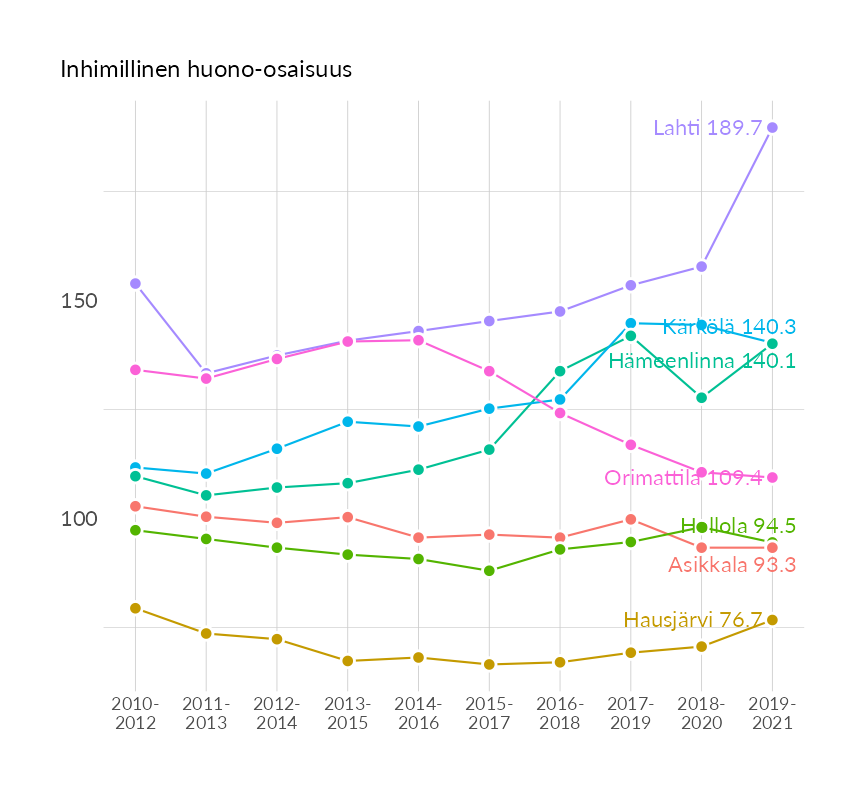 Inhimillinen huono-osaisuus
Lahti 189.7
150
Kärkölä 140.3
Hämeenlinna 140.1
Orimattila 109.4
100
Hollola 94.5
Asikkala 93.3
Hausjärvi 76.7
2010- 2011- 2012- 2013- 2014- 2015- 2016- 2017- 2018- 2019-
2012 2013 2014 2015 2016 2017 2018 2019 2020 2021